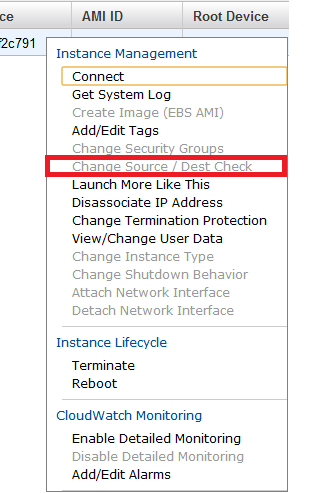 ce AMI ID Root Device
f2c791
Instance Management
Connect
Get System Log
Create Image (EBS AMI)
Add/Edit Tags
Change Security Groups
Change Source / Dest Check
Launch More Like This
Disassociate IP Address
Change Termination Protection
View/Change User Data
Change Instance Type
Change Shutdown Behavior
Attach Network Interface
Detach Network Interface
Instance Lifecycle
Terminate
Reboot
CloudWatch Monitoring
Enable Detailed Monitoring
Disable Detailed Monitoring
Add/Edit Alarms